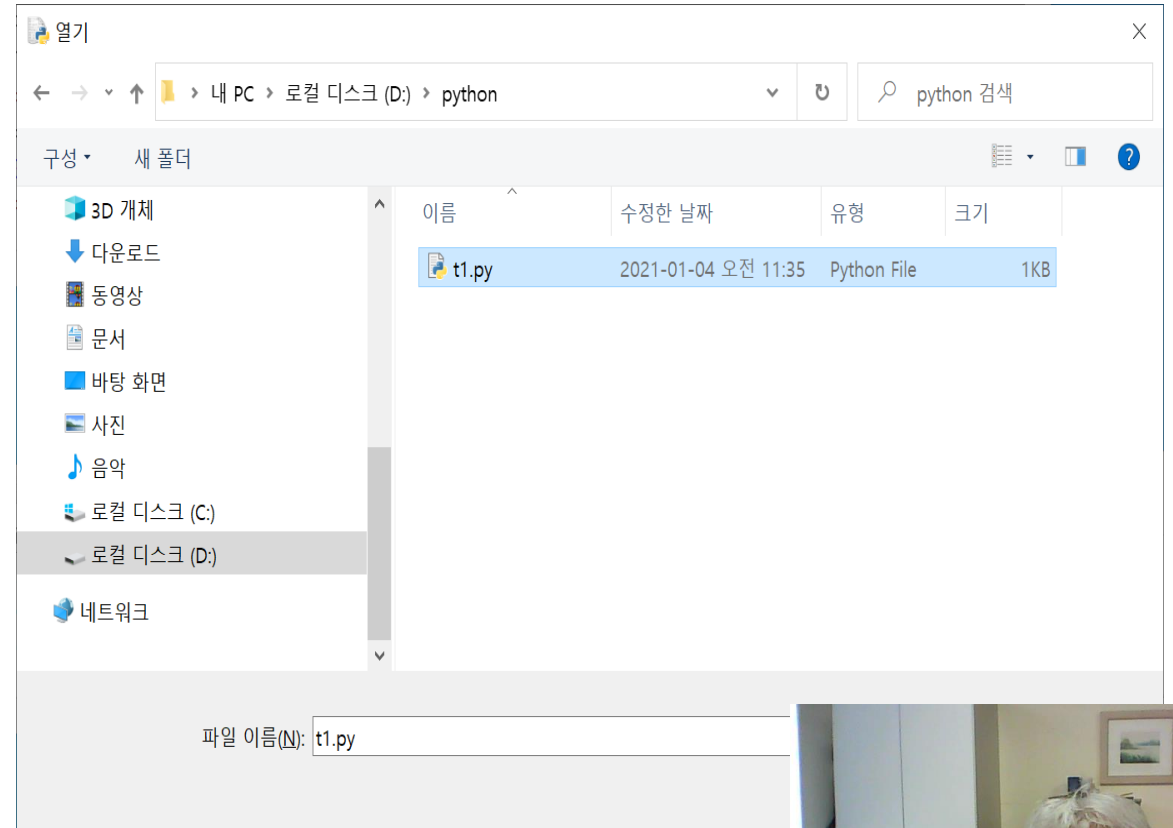 열기
내 PC > 로컬 디스크 (D:) > python
python 검색
구성
새 폴더
3D 개체
다운로드
동영상
문서
바탕 화면
사진
음악
로컬 디스크 (C:)
로컬 디스크 (D:)
네트워크
이름 수정한 날짜 유형 크기
t1.py 2021-01-04 오전 11:35 Python File 1KB
파일 이름(N): t1.py